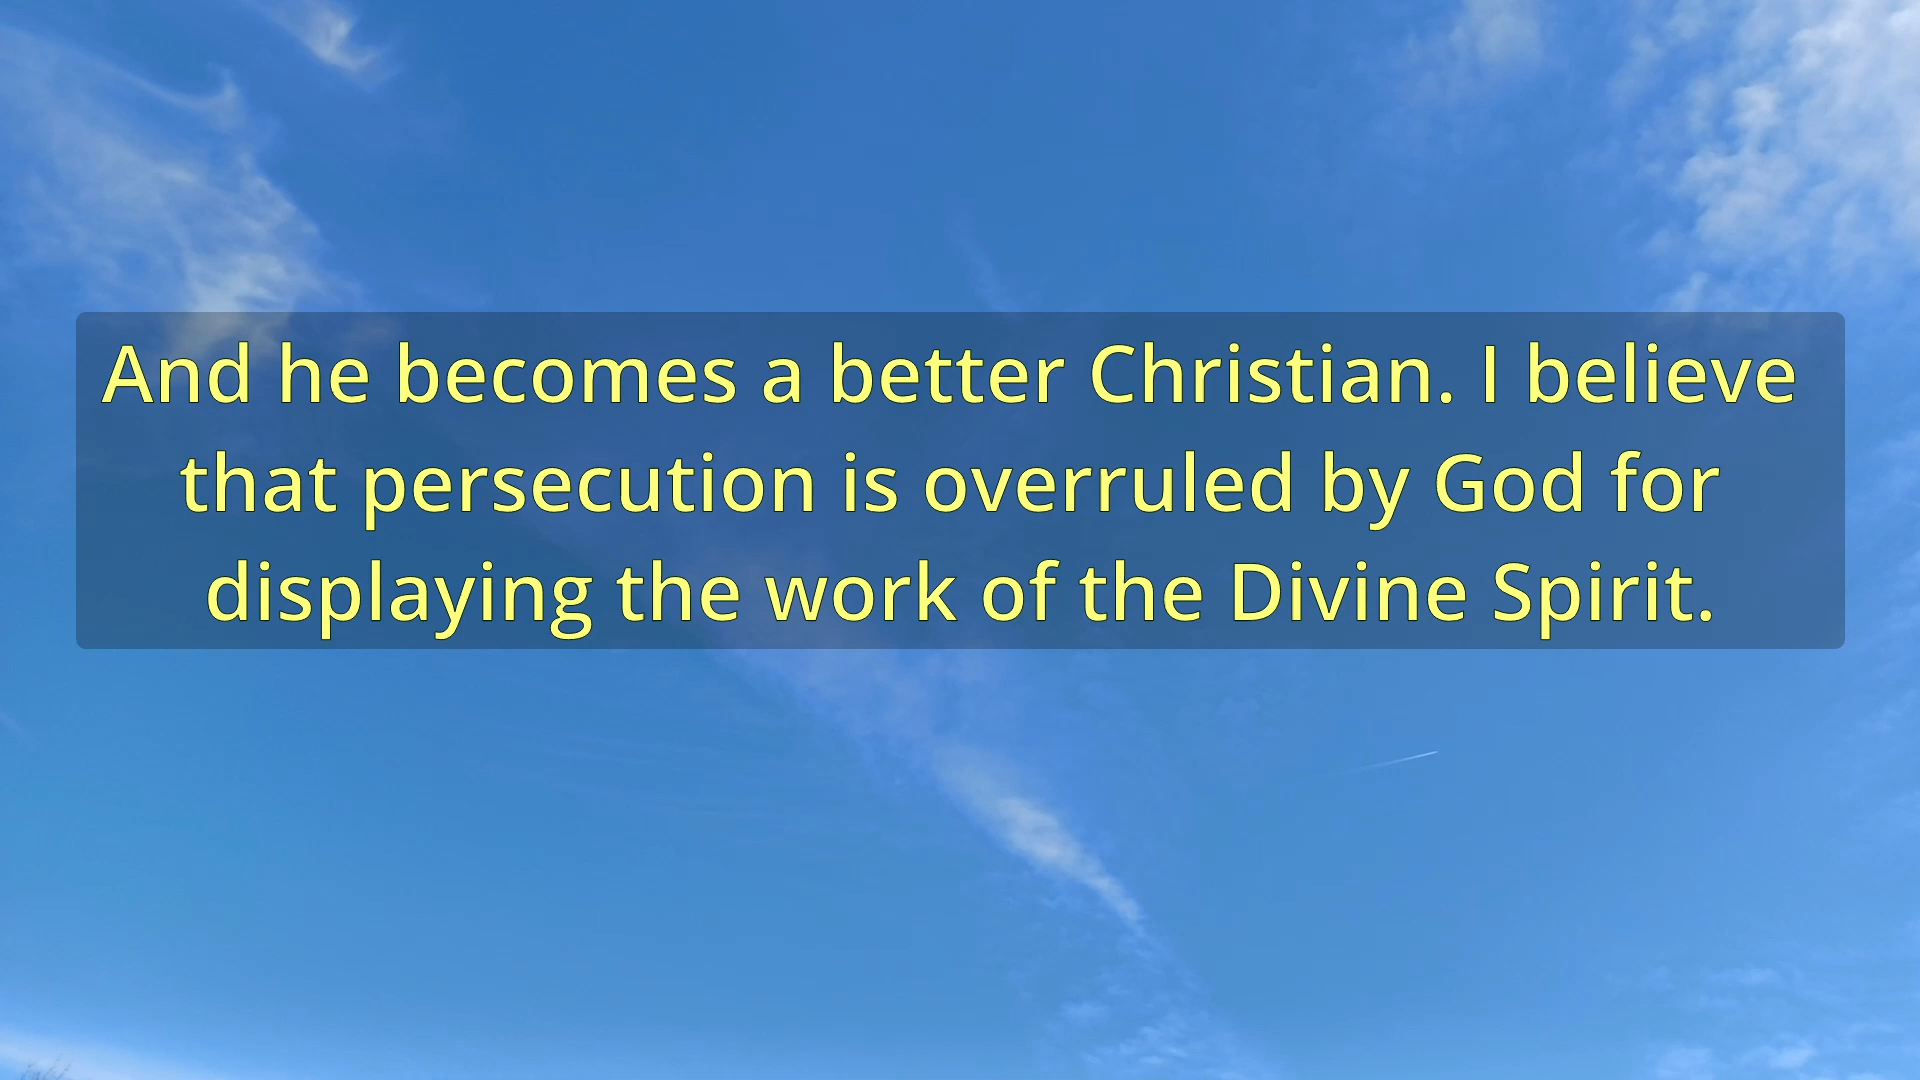 And he becomes a better Christian. I believe
that persecution is overruled by God for
displaying the work of the Divine Spirit.